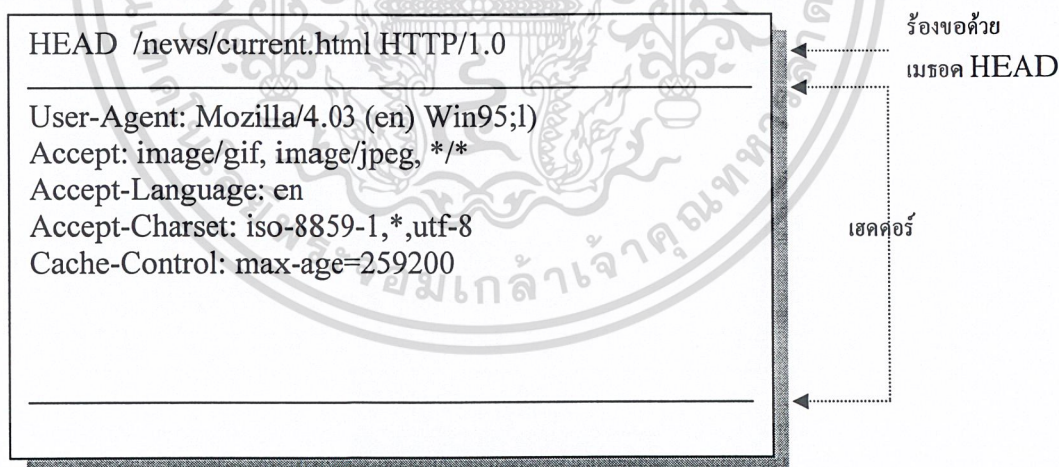 HEAD /news/current.html HTTP/1.0
ร้องขอด้วย
เมธอด HEAD
User-Agent: Mozilla/4.03 (en) Win95;l)
Accept: image/gif, image/jpeg, */*
Accept-Language: en
Accept-Charset: iso-8859-1,*,utf-8
Cache-Control: max-age=259200
เฮดดอร์